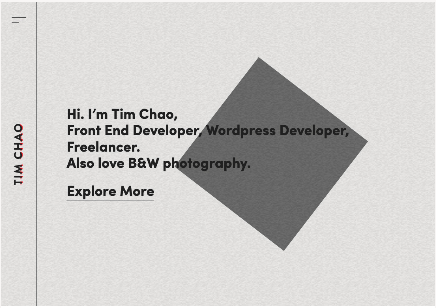 TIM CHAO
Hi. I'm Tim Chao,
Front End Developer, Wordpress Developer,
Freelancer.
Also love B&W photography.
Explore More